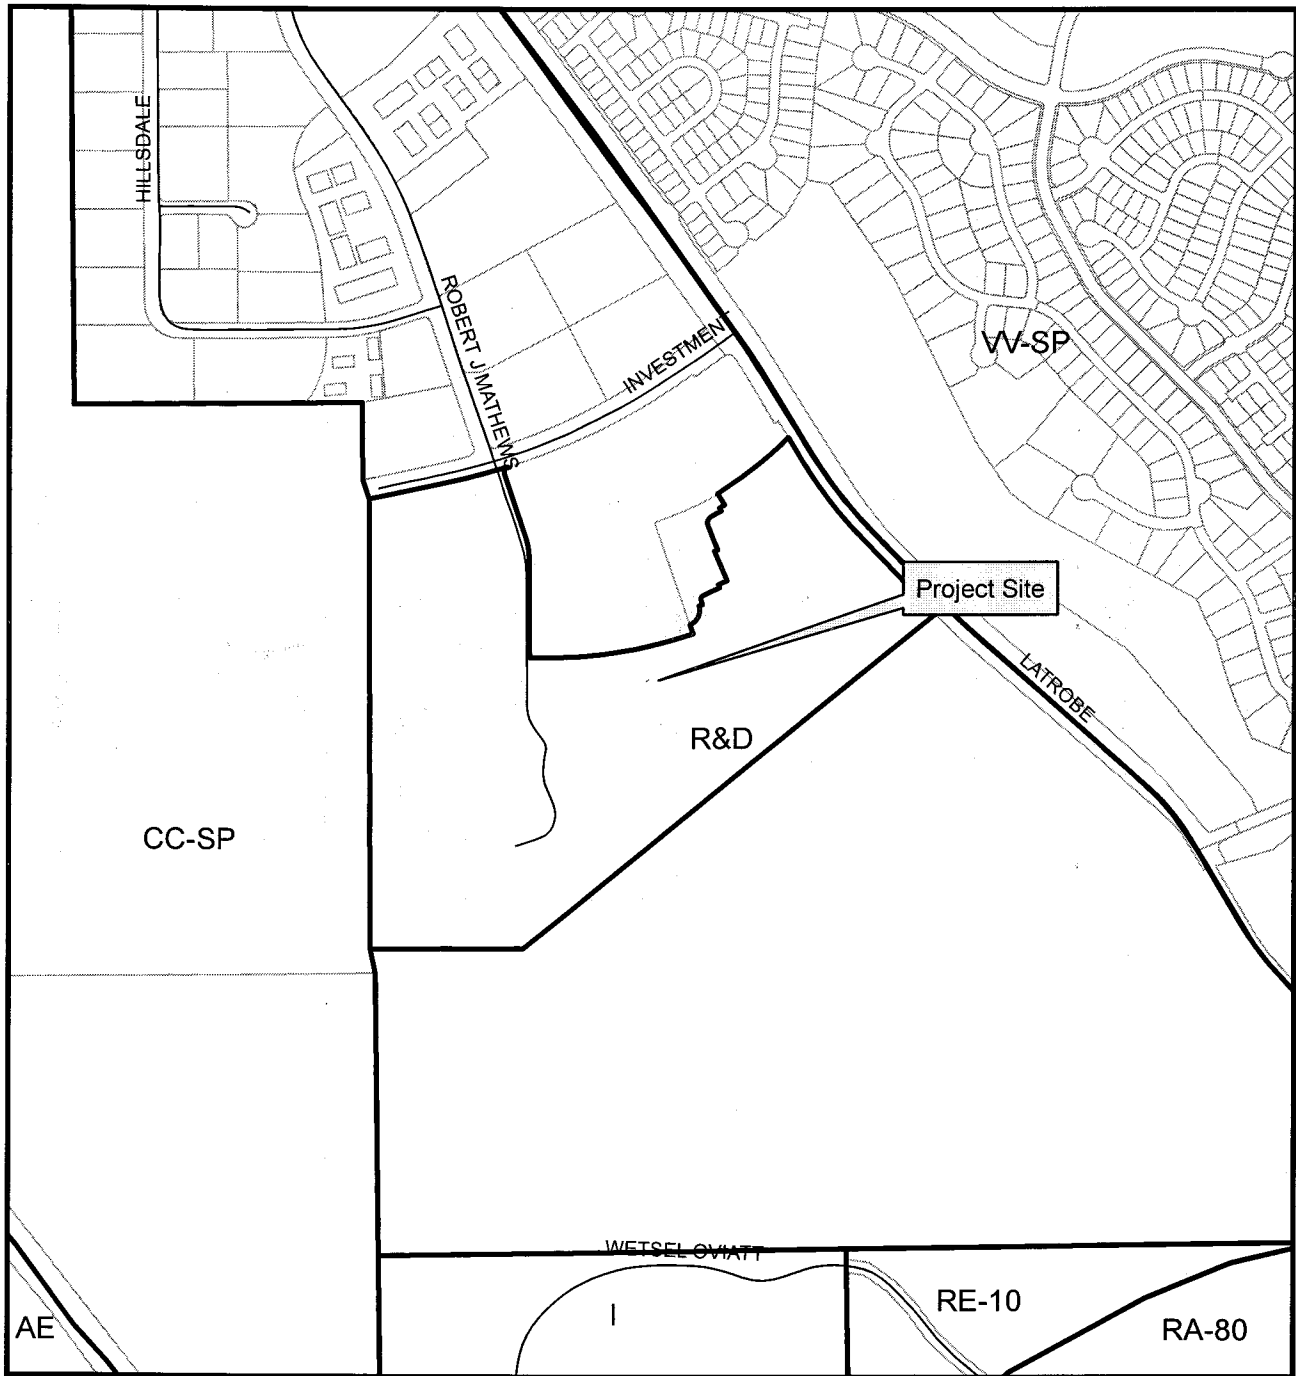 HILLSDALE
ROBERT J MATHEWS
INVESTMENT
VV-SP
Project Site
LATROBE
R&D
CC-SP
WETSEL OVIATT
I
RE-10
AE
RA-80